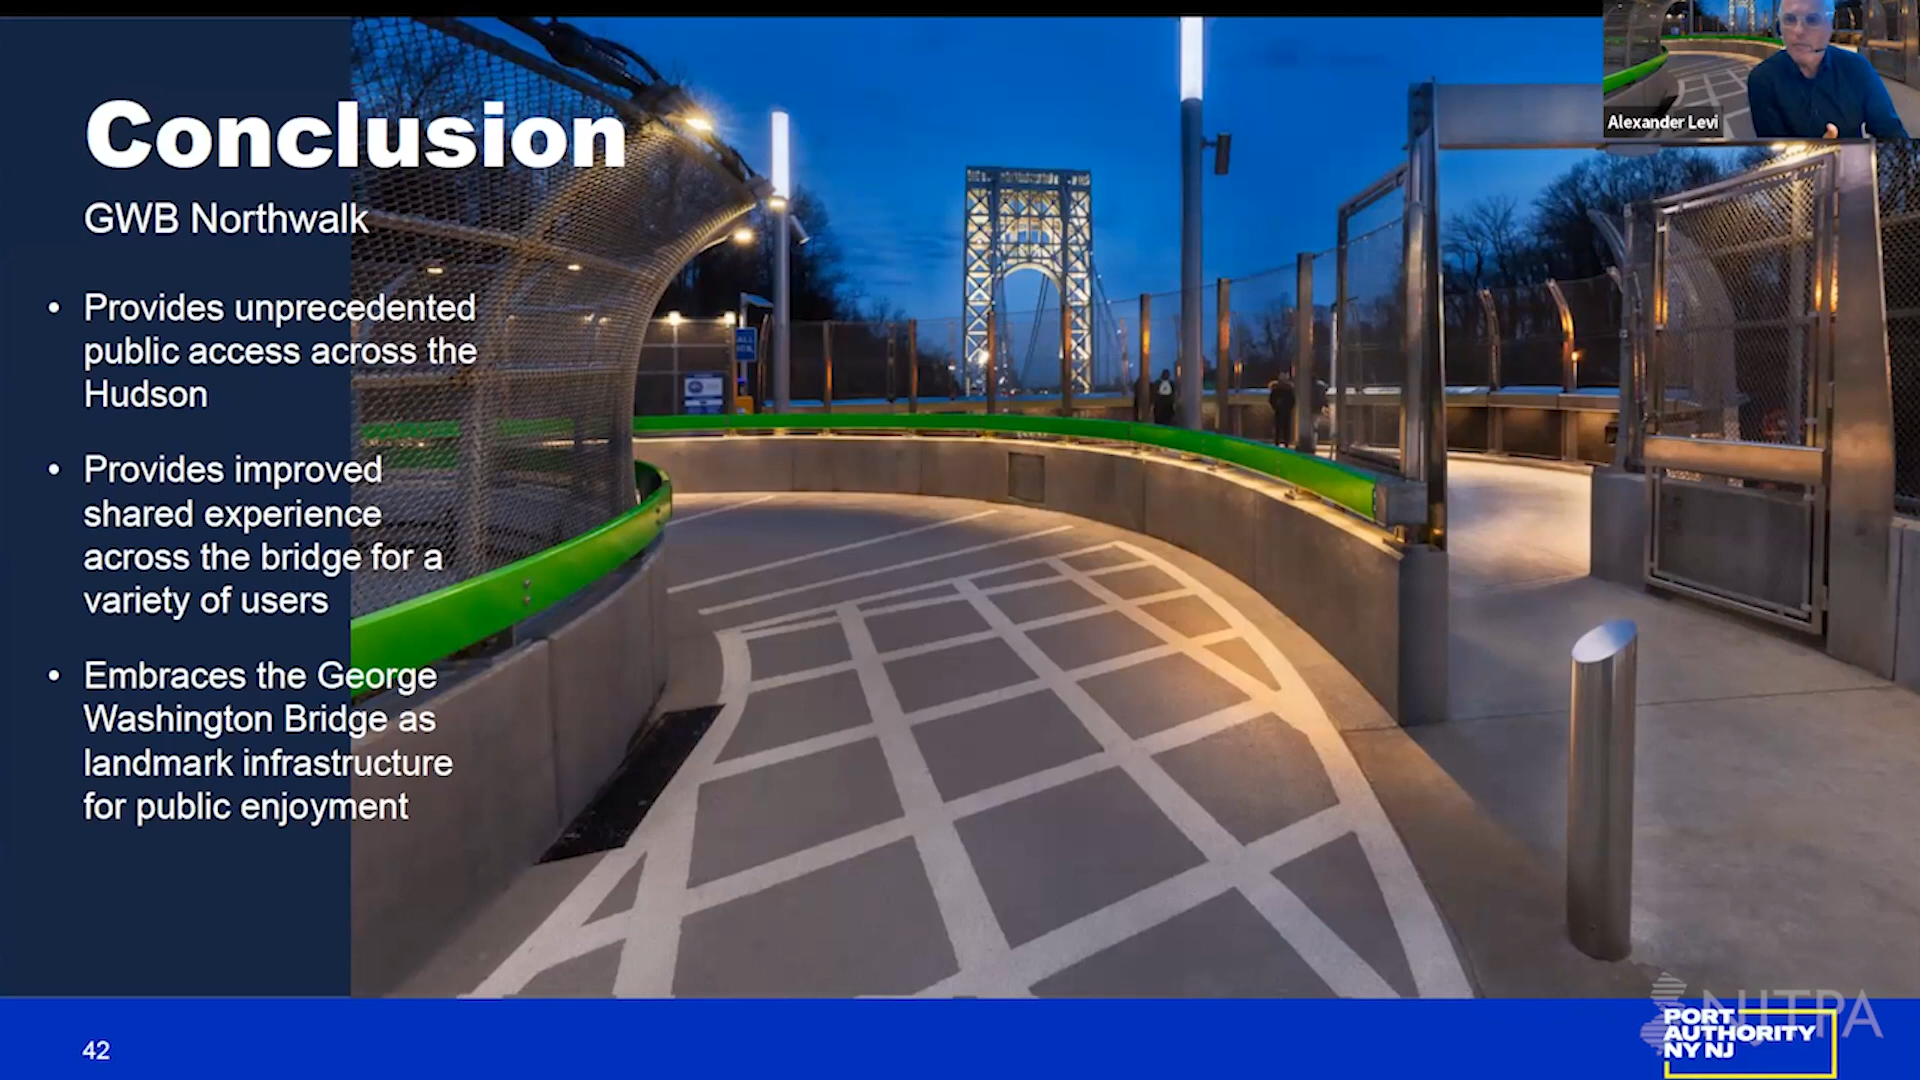 Conclusion
GWB Northwalk
• Provides unprecedented
public access across the
Hudson
• Provides improved
shared experience
across the bridge for a
variety of users
• Embraces the George
Washington Bridge as
landmark infrastructure
for public enjoyment
Alexander Levi
42
NJTPA
PORT
AUTHORITY
NY NJ